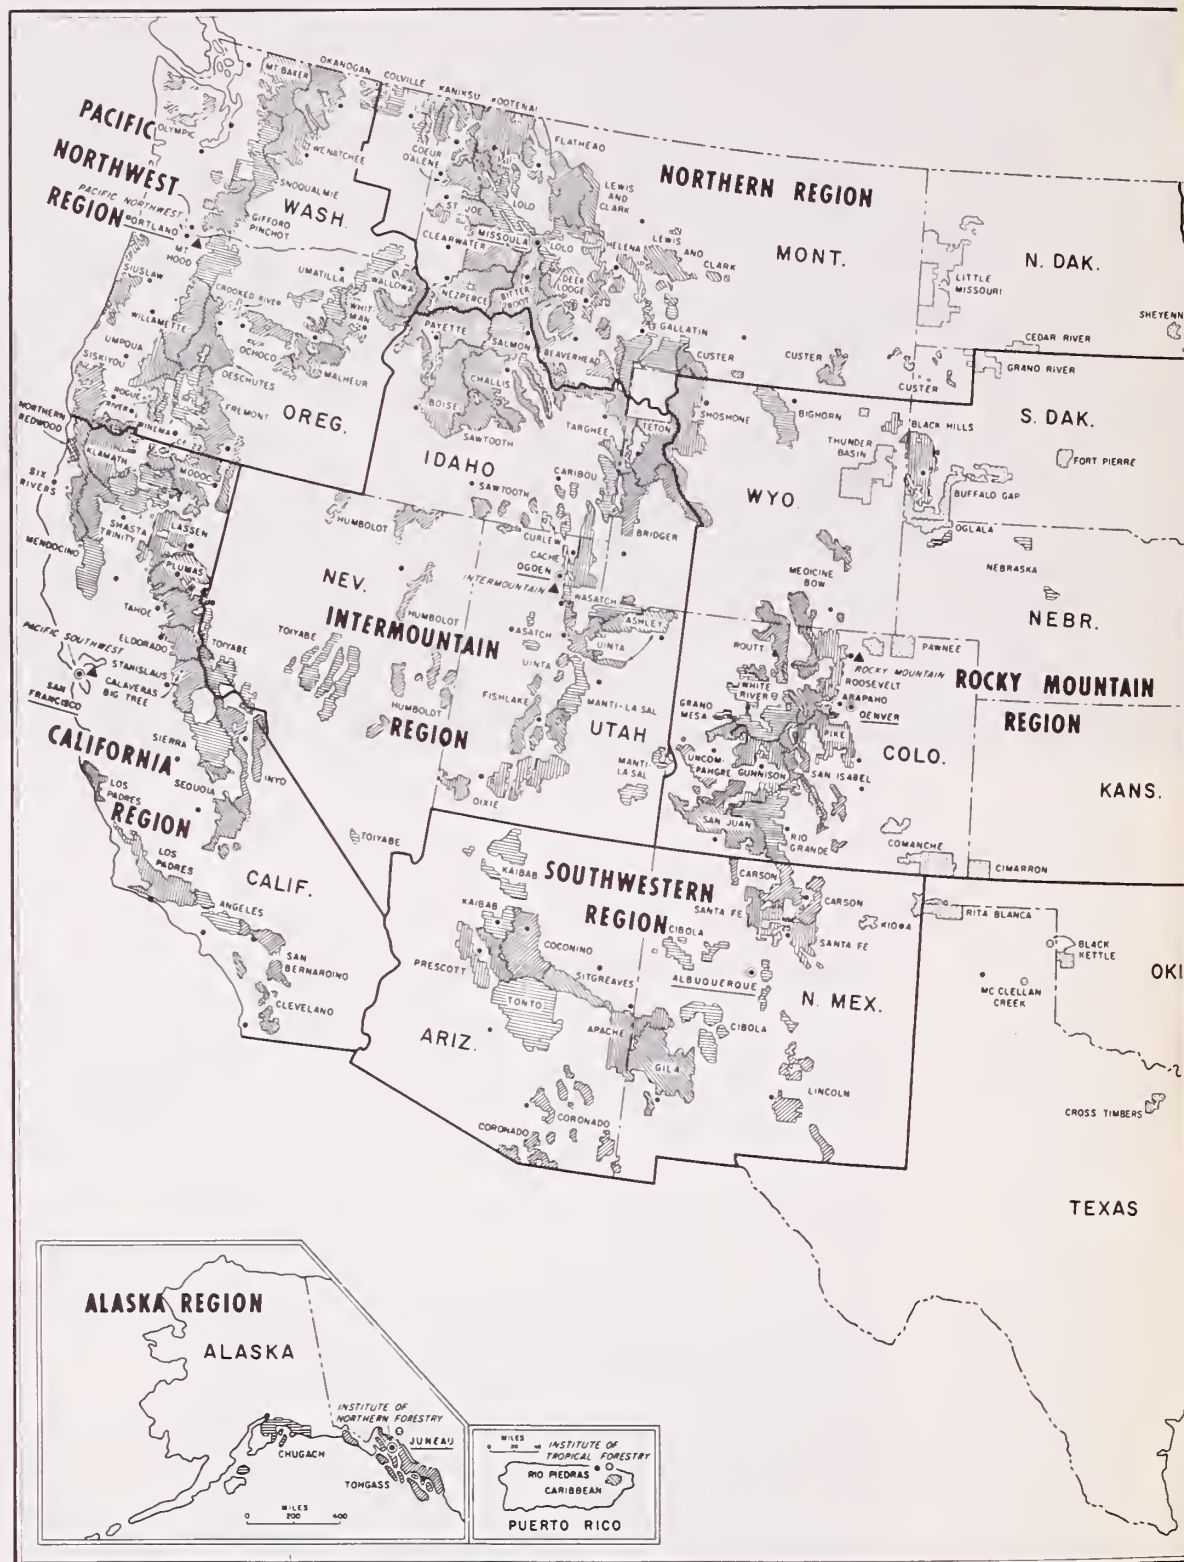 MT BAKER
OKANOGAN
COLVILLE
KANIKSU
KOOTENAI
PACIFIC
NORTHWEST
REGION
OLYMPIC
WENATCHEE
SNOQUALMIE
WASH.
PACIFIC NORTHWEST
PORTLAND
GIFFORD
PINCHOT
MT
HOOD
COEUR
D'ALENE
ST. JOE
CLEARWATER
LOLO
MISSOULA
LOLO
FLATHEAD
LEWIS
AND
CLARK
NORTHERN REGION
HELENA
LEWIS
AND
CLARK
MONT.
N. DAK.
LITTLE
MISSOURI
SHEYENN
CEDAR RIVER
GRAND RIVER
SIUSLAW
UMATILLA
WALLOWA
WHIT-
MAN
CROOKED RIVER
WILLAMETTE
OCHOCO
MALHEUR
UMPQUA
SISKIYOU
DESCHUTES
ROGUE
RIVER
WINEMA
FREMONT
OREG.
NEZPERCE
BITTER
ROOT
DEER
LODGE
GALLATIN
PAYETTE
SALMON
BEAVERHEAD
CUSTER
CUSTER
CUSTER
CHALLIS
BOISE
SAWTOOTH
TARGHEE
TETON
SHOSHONE
BIGHORN
THUNDER
BASIN
BLACK HILLS
S. DAK.
FORT PIERRE
BUFFALO GAP
OGLALA
IDAHO
SAWTOOTH
CARIBOU
WYO.
BRIDGER
NEBRASKA
NEBR.
NORTHERN
REDWOOD
KLAMATH
MODOC
SIX
RIVERS
SHASTA
TRINITY
LASSEN
MENDOCINO
PLUMAS
TAHOE
ELDORADO
TOIYABE
PACIFIC SOUTHWEST
STANISLAUS
CALAVERAS
BIG TREE
SAN
FRANCISCO
CALIFORNIA
REGION
SIERRA
INYO
SEQUOIA
LOS
PADRES
LOS
PADRES
CALIF.
ANGELES
SAN
BERNARDINO
CLEVELAND
HUMBOLDT
NEV.
HUMBOLDT
TOIYABE
INTERMOUNTAIN
REGION
HUMBOLDT
TOIYABE
CURLEW
CACHE
OGDEN
INTERMOUNTAIN
WASATCH
WASATCH
ASHLEY
UINTA
UINTA
FISHLAKE
MANTI-LA SAL
UTAH
MANTI-
LA SAL
DIXIE
MEDICINE
BOW
ROUTT
PAWNEE
ROCKY MOUNTAIN
ROOSEVELT
ARAPAHO
DENVER
WHITE
RIVER
GRAND
MESA
PIKE
UNCOM-
PAHGRE
GUNNISON
SAN ISABEL
COLO.
SAN JUAN
RIO
GRANDE
ROCKY MOUNTAIN
REGION
KANS.
COMANCHE
CIMARRON
KAIBAB
KAIBAB
SOUTHWESTERN
REGION
CARSON
CARSON
SANTA FE
SANTA FE
KIOWA
RITA BLANCA
BLACK
KETTLE
OKl
MC CLELLAN
CREEK
COCONINO
SITGREAVES
CIBOLA
PRESCOTT
TONTO
ALBUQUERQUE
N. MEX.
APACHE
CIBOLA
GILA
ARIZ.
LINCOLN
CORONADO
CORONADO
CROSS TIMBERS
TEXAS
ALASKA REGION
ALASKA
INSTITUTE OF
NORTHERN FORESTRY
JUNEAU
CHUGACH
TONGASS
MILES
0 200 400
MILES
INSTITUTE OF
TROPICAL FORESTRY
RIO PIEDRAS
CARIBBEAN
PUERTO RICO